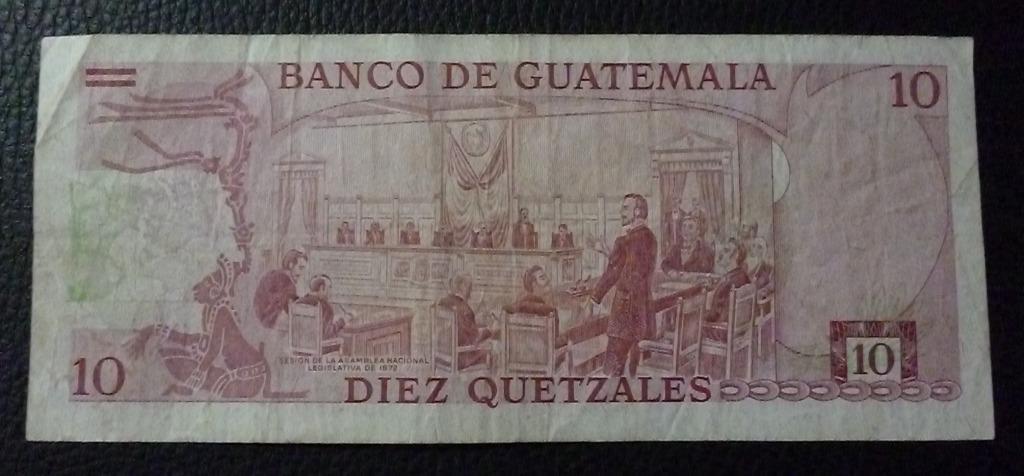 BANCO DE GUATEMALA
10
SESION DE LA ASAMBLEA NACIONAL
LEGISLATIVA DE 1872
10
DIEZ QUETZALES
10